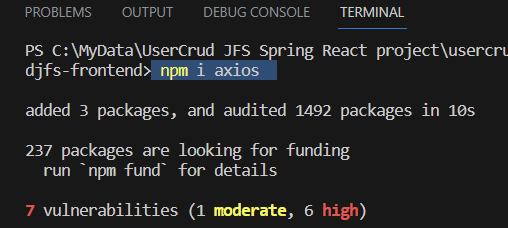 PROBLEMS OUTPUT DEBUG CONSOLE TERMINAL
PS C:\MyData\UserCrud JFS Spring React project\usercru
djfs-frontend> npm i axios
added 3 packages, and audited 1492 packages in 10s
237 packages are looking for funding
run `npm fund` for details
7 vulnerabilities (1 moderate, 6 high)